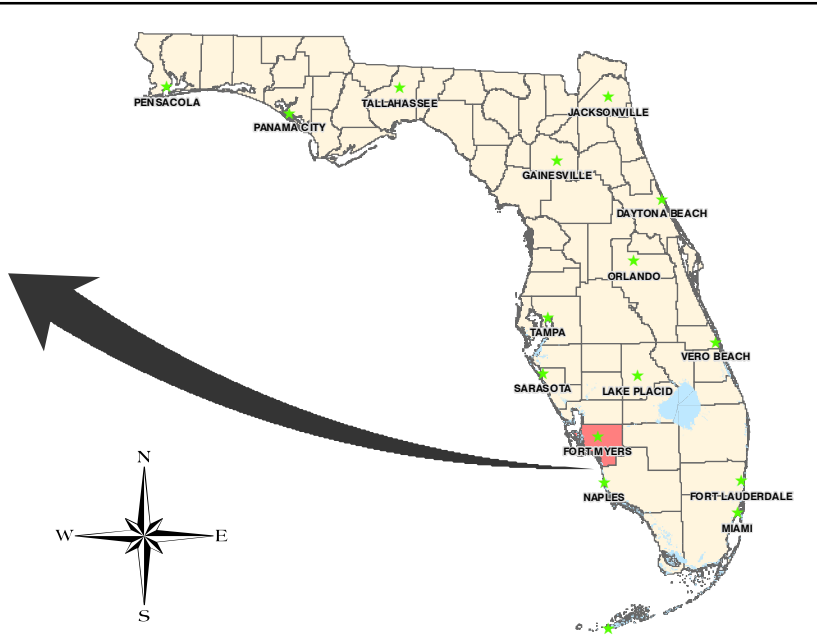 PENSACOLA
TALLAHASSEE
JACKSONVILLE
PANAMA CITY
GAINESVILLE
DAYTONA BEACH
ORLANDO
TAMPA
VERO BEACH
SARASOTA
LAKE PLACID
FORT MYERS
NAPLES
FORT LAUDERDALE
MIAMI
N
W
E
S